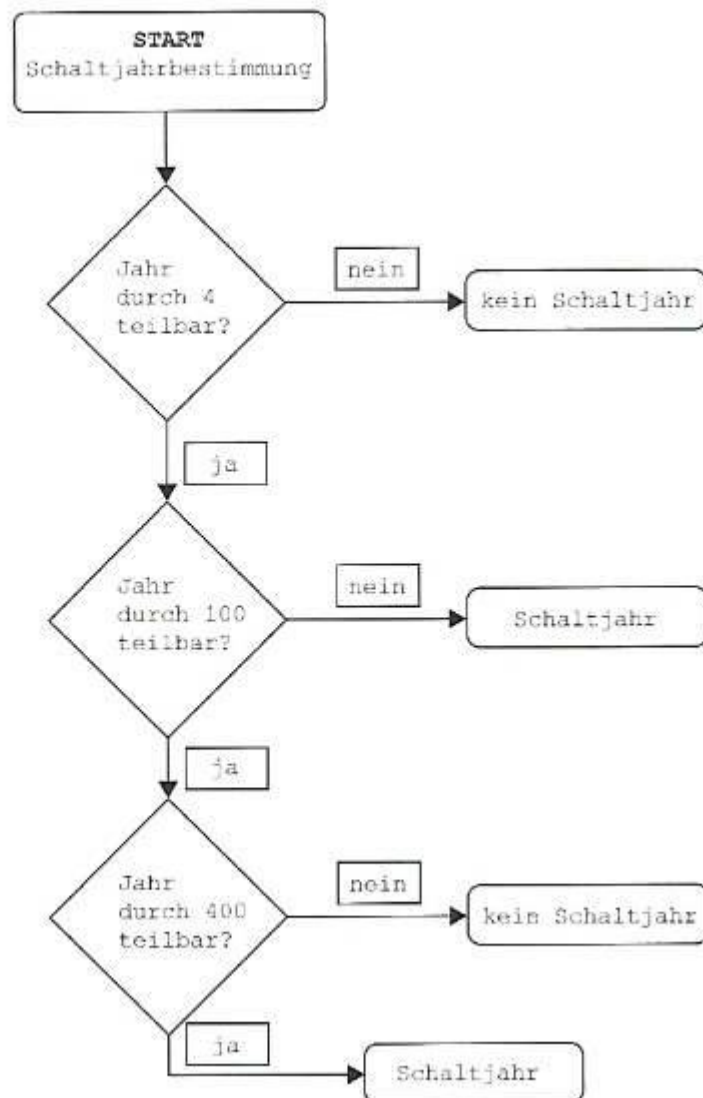 START
Schaltjahrbestimmung
Jahr
durch 4
teilbar?
nein
kein Schaltjahr
ja
Jahr
durch 100
teilbar?
nein
Schaltjahr
ja
Jahr
durch 400
teilbar?
nein
kein Schaltjahr
ja
Schaltjahr